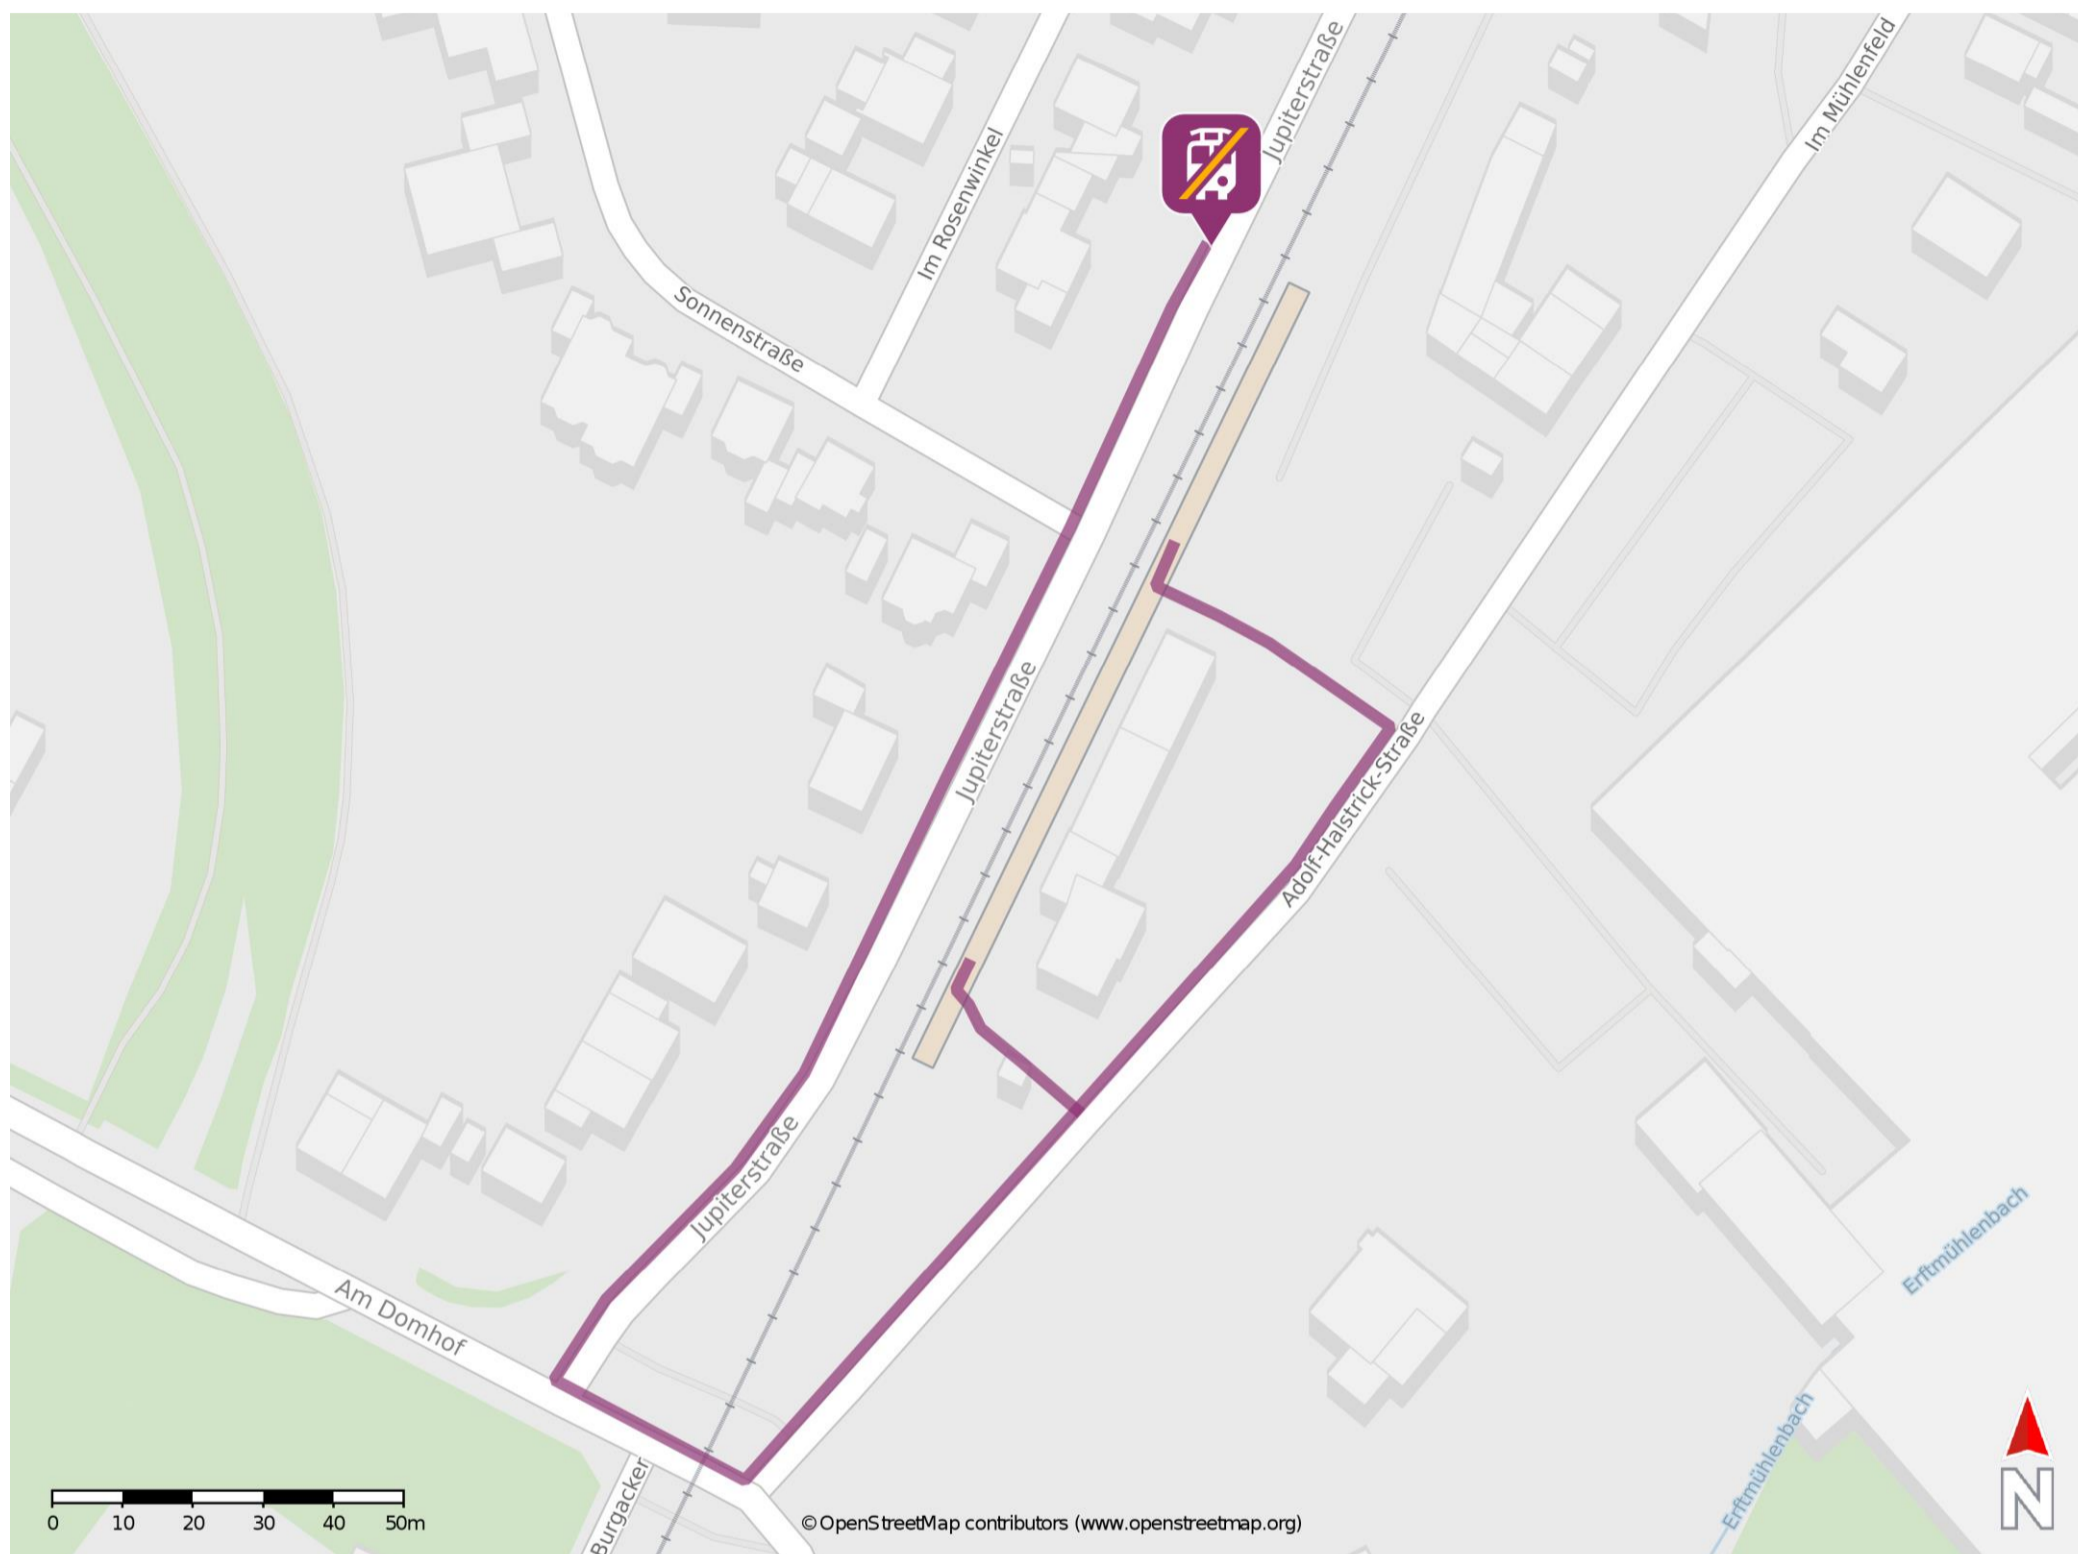 Jupiterstraße
Im Mühlenfeld
Im Rosenwinkel
Sonnenstraße
Jupiterstraße
Adolf-Halstrick-Straße
Jupiterstraße
Erftmühlenbach
Am Domhof
Erftmühlenbach
Burgacker
N
0 10 20 30 40 50m
© OpenStreetMap contributors (www.openstreetmap.org)